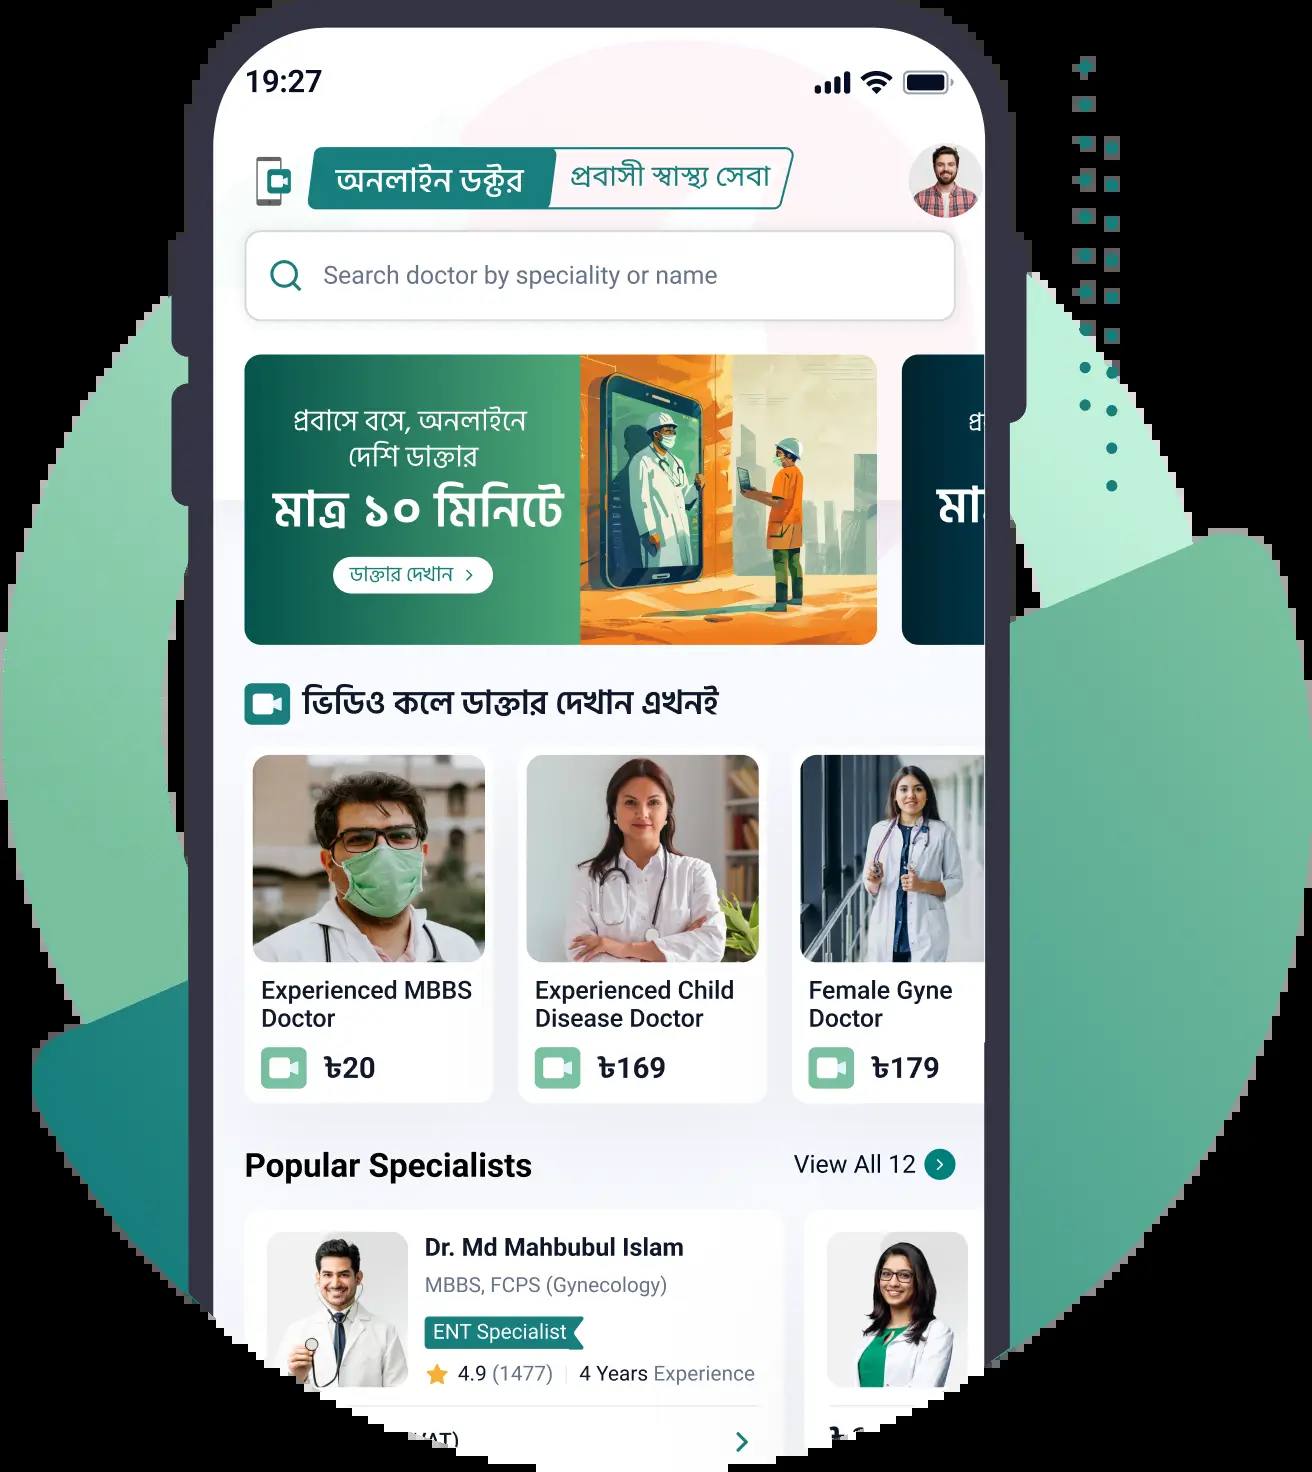 19:27
অনলাইন ডক্টর
প্রবাসী স্বাস্থ্য সেবা
Search doctor by speciality or name
প্রবাসে বসে, অনলাইনে
দেশি ডাক্তার
মাত্র ১০ মিনিটে
ডাক্তার দেখান
ভিডিও কলে ডাক্তার দেখান এখনই
Experienced MBBS
Doctor
৳20
Experienced Child
Disease Doctor
৳169
Female Gyne
Doctor
৳179
Popular Specialists
View All 12
Dr. Md Mahbubul Islam
MBBS, FCPS (Gynecology)
ENT Specialist
4.9 (1477)
4 Years Experience